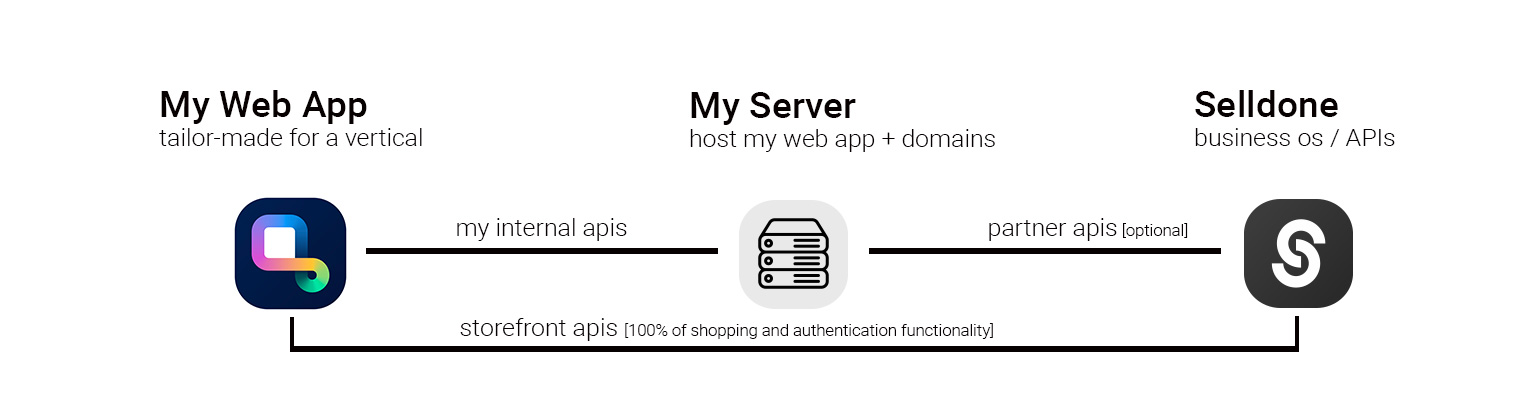 My Web App
tailor-made for a vertical
My Server
host my web app + domains
Selldone
business os / APIs
my internal apis
partner apis [optional]
storefront apis [100% of shopping and authentication functionality]